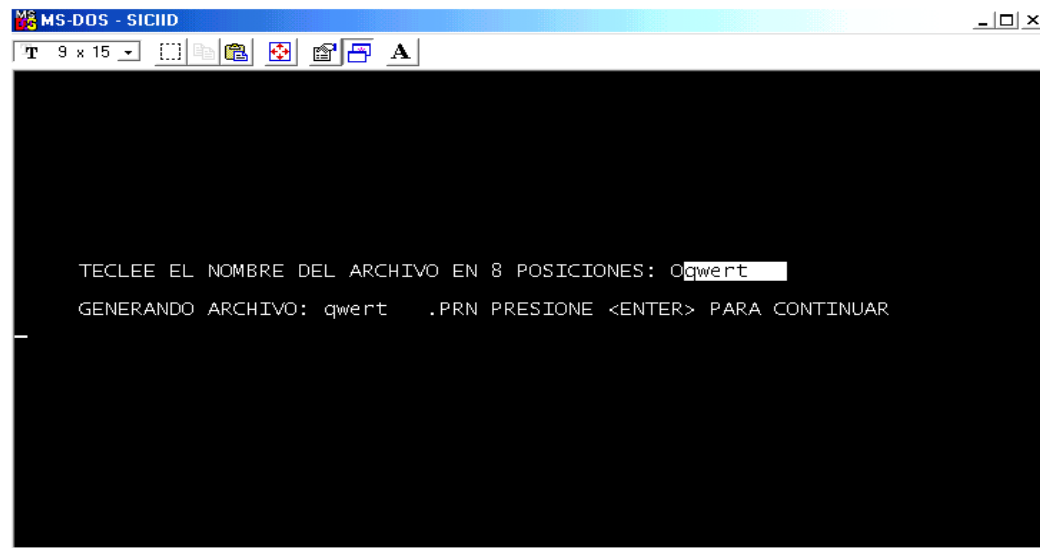 MS-DOS - SICIID
T 9 x 15 A
TECLEE EL NOMBRE DEL ARCHIVO EN 8 POSICIONES: Oqwert
GENERANDO ARCHIVO: qwert .PRN PRESIONE <ENTER> PARA CONTINUAR